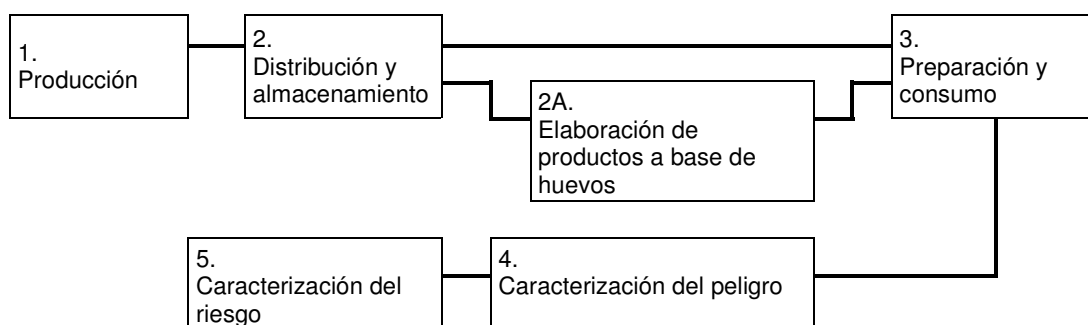 1.
Producción
2.
Distribución y
almacenamiento
2A.
Elaboración de
productos a base de
huevos
3.
Preparación y
consumo
5.
Caracterización del
riesgo
4.
Caracterización del peligro